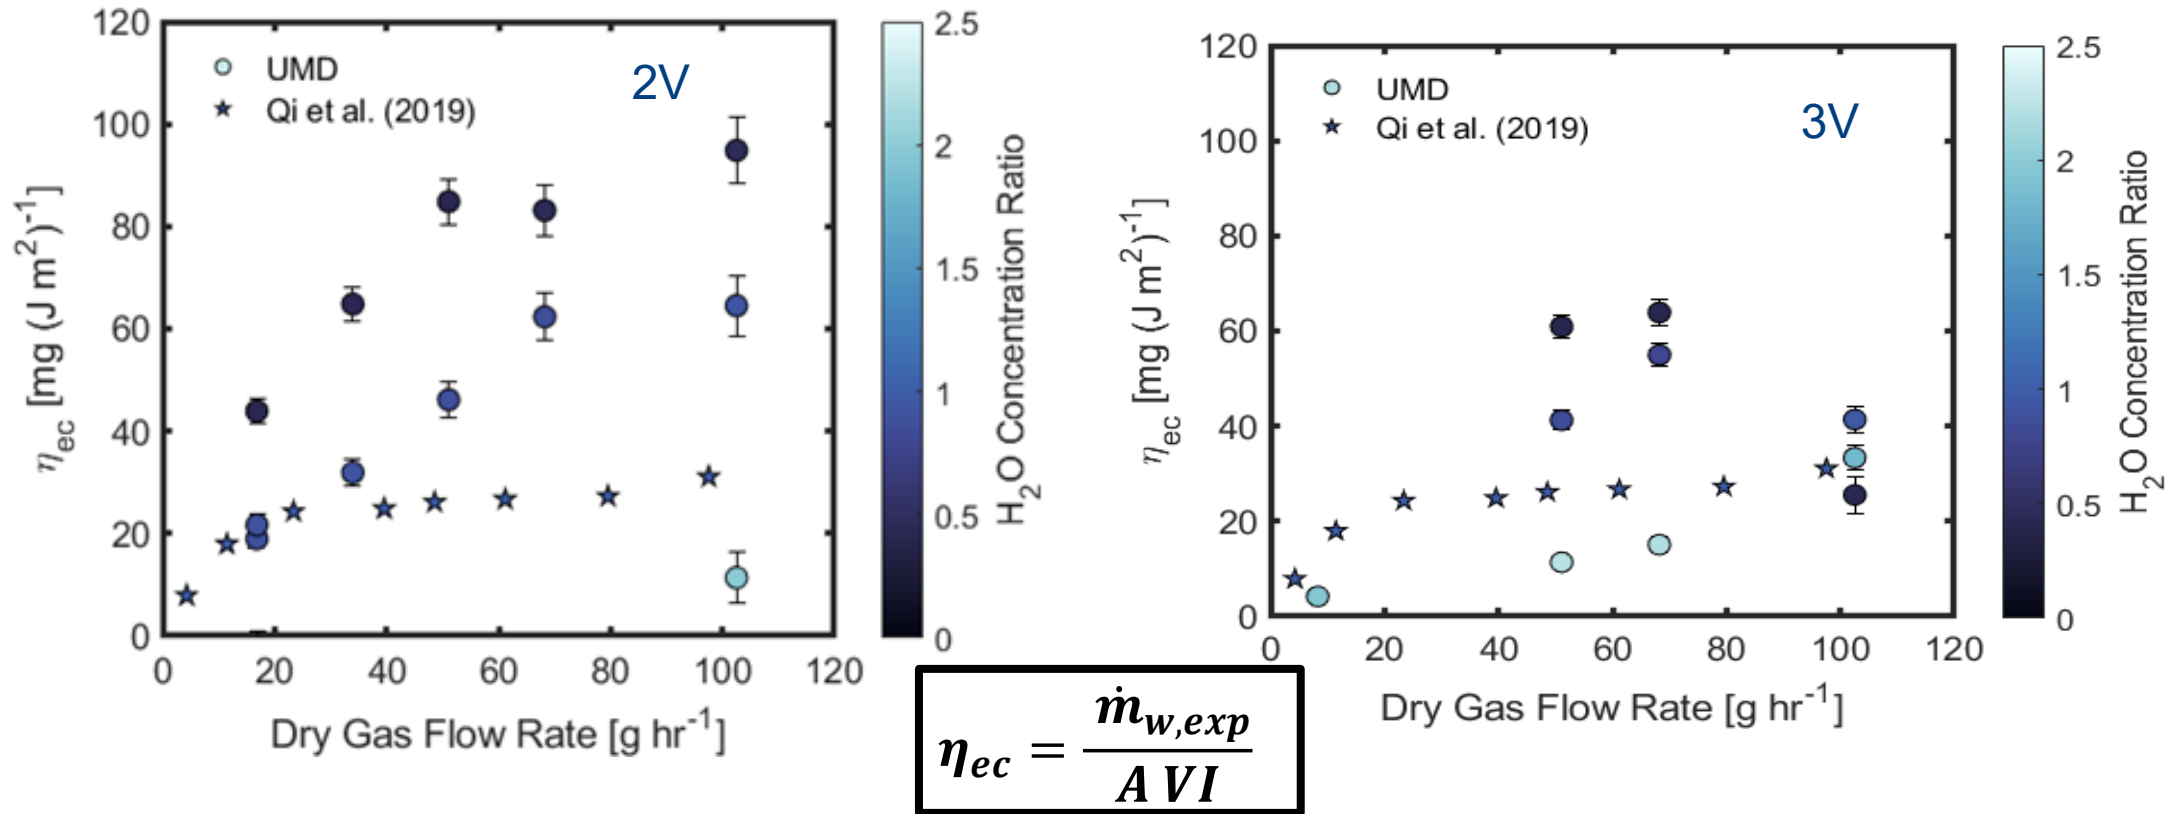 120
100
80
60
40
20
0
0 20 40 60 80 100 120
η_ec [mg (J m²)⁻¹]
Dry Gas Flow Rate [g hr⁻¹]
UMD
Qi et al. (2019)
2V
2.5
2
1.5
1
0.5
0
H₂O Concentration Ratio
120
100
80
60
40
20
0
0 20 40 60 80 100 120
η_ec [mg (J m²)⁻¹]
Dry Gas Flow Rate [g hr⁻¹]
UMD
Qi et al. (2019)
3V
2.5
2
1.5
1
0.5
0
H₂O Concentration Ratio
η_ec = ṁ_w,exp / A V I